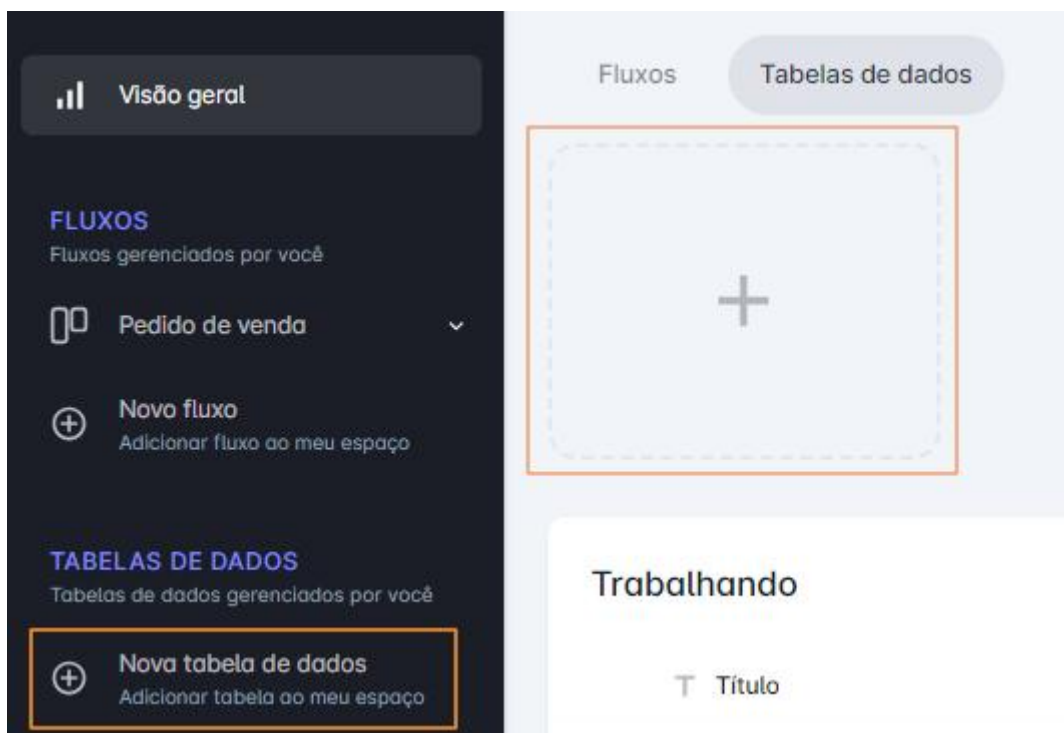 Visão geral
FLUXOS
Fluxos gerenciados por você
Pedido de venda
Novo fluxo
Adicionar fluxo ao meu espaço
TABELAS DE DADOS
Tabelas de dados gerenciados por você
Nova tabela de dados
Adicionar tabela ao meu espaço
Fluxos
Tabelas de dados
Trabalhando
Título